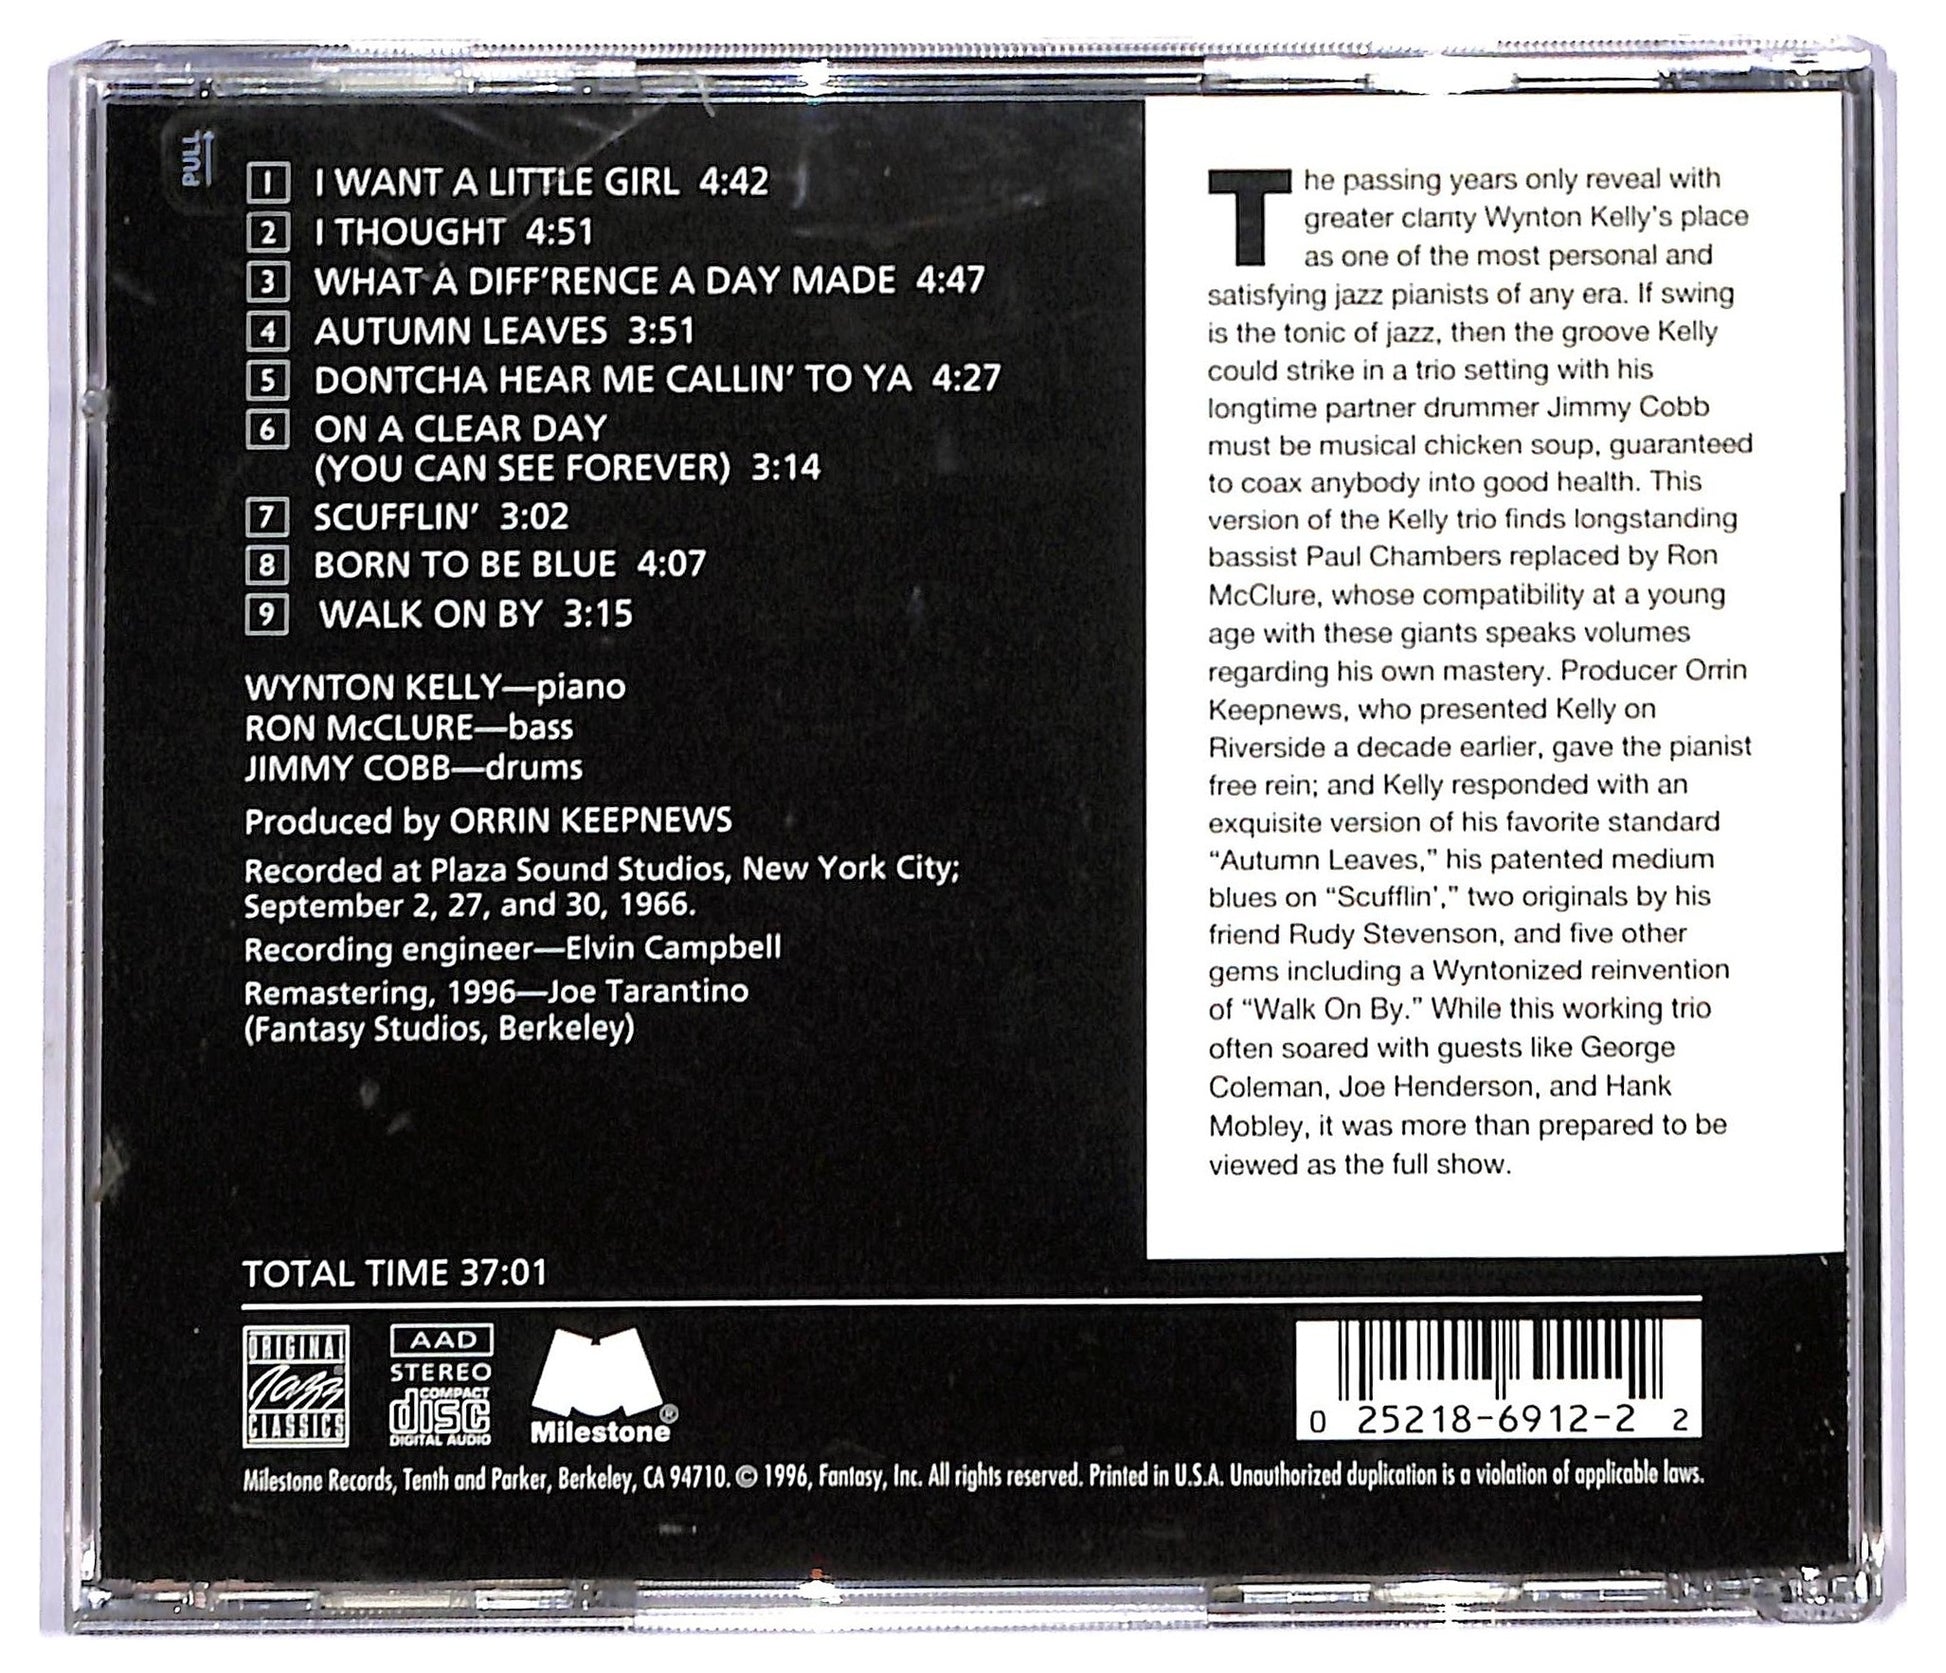 PULL
1 I WANT A LITTLE GIRL 4:42
2 I THOUGHT 4:51
3 WHAT A DIFF'RENCE A DAY MADE 4:47
4 AUTUMN LEAVES 3:51
5 DONTCHA HEAR ME CALLIN' TO YA 4:27
6 ON A CLEAR DAY
(YOU CAN SEE FOREVER) 3:14
7 SCUFFLIN' 3:02
8 BORN TO BE BLUE 4:07
9 WALK ON BY 3:15
WYNTON KELLY—piano
RON McCLURE—bass
JIMMY COBB—drums
Produced by ORRIN KEEPNEWS
Recorded at Plaza Sound Studios, New York City;
September 2, 27, and 30, 1966.
Recording engineer—Elvin Campbell
Remastering, 1996—Joe Tarantino
(Fantasy Studios, Berkeley)
TOTAL TIME 37:01
The passing years only reveal with
greater clarity Wynton Kelly's place
as one of the most personal and
satisfying jazz pianists of any era. If swing
is the tonic of jazz, then the groove Kelly
could strike in a trio setting with his
longtime partner drummer Jimmy Cobb
must be musical chicken soup, guaranteed
to coax anybody into good health. This
version of the Kelly trio finds longstanding
bassist Paul Chambers replaced by Ron
McClure, whose compatibility at a young
age with these giants speaks volumes
regarding his own mastery. Producer Orrin
Keepnews, who presented Kelly on
Riverside a decade earlier, gave the pianist
free rein; and Kelly responded with an
exquisite version of his favorite standard
“Autumn Leaves,” his patented medium
blues on “Scufflin',” two originals by his
friend Rudy Stevenson, and five other
gems including a Wyntonized reinvention
of “Walk On By.” While this working trio
often soared with guests like George
Coleman, Joe Henderson, and Hank
Mobley, it was more than prepared to be
viewed as the full show.
ORIGINAL
Jazz
CLASSICS
AAD
STEREO
COMPACT
disc
DIGITAL AUDIO
Milestone®
0 25218-6912-2 2
Milestone Records, Tenth and Parker, Berkeley, CA 94710. © 1996, Fantasy, Inc. All rights reserved. Printed in U.S.A. Unauthorized duplication is a violation of applicable laws.